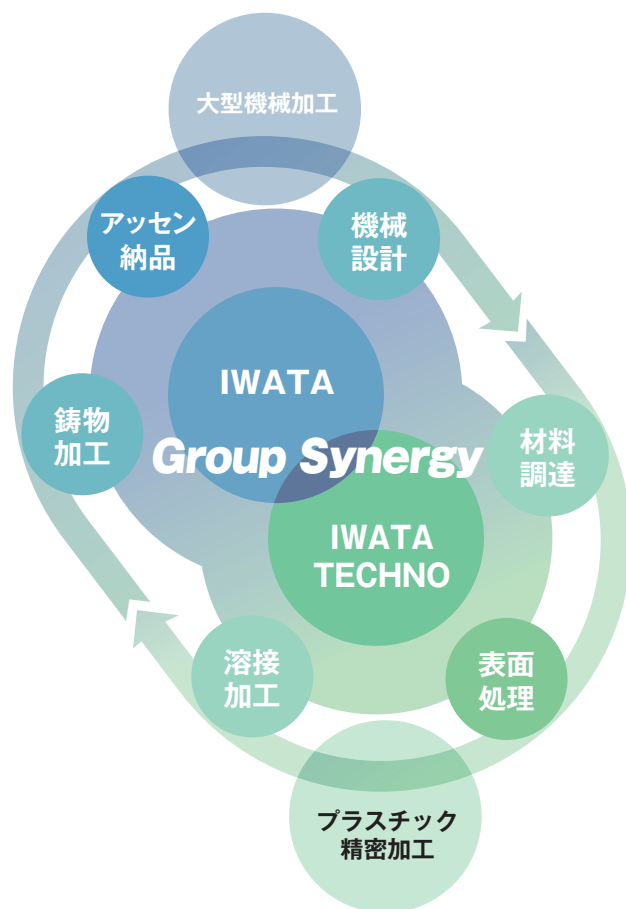 大型機械加工
アッセン
納品
機械
設計
IWATA
鋳物
加工
Group Synergy
材料
調達
IWATA
TECHNO
溶接
加工
表面
処理
プラスチック
精密加工